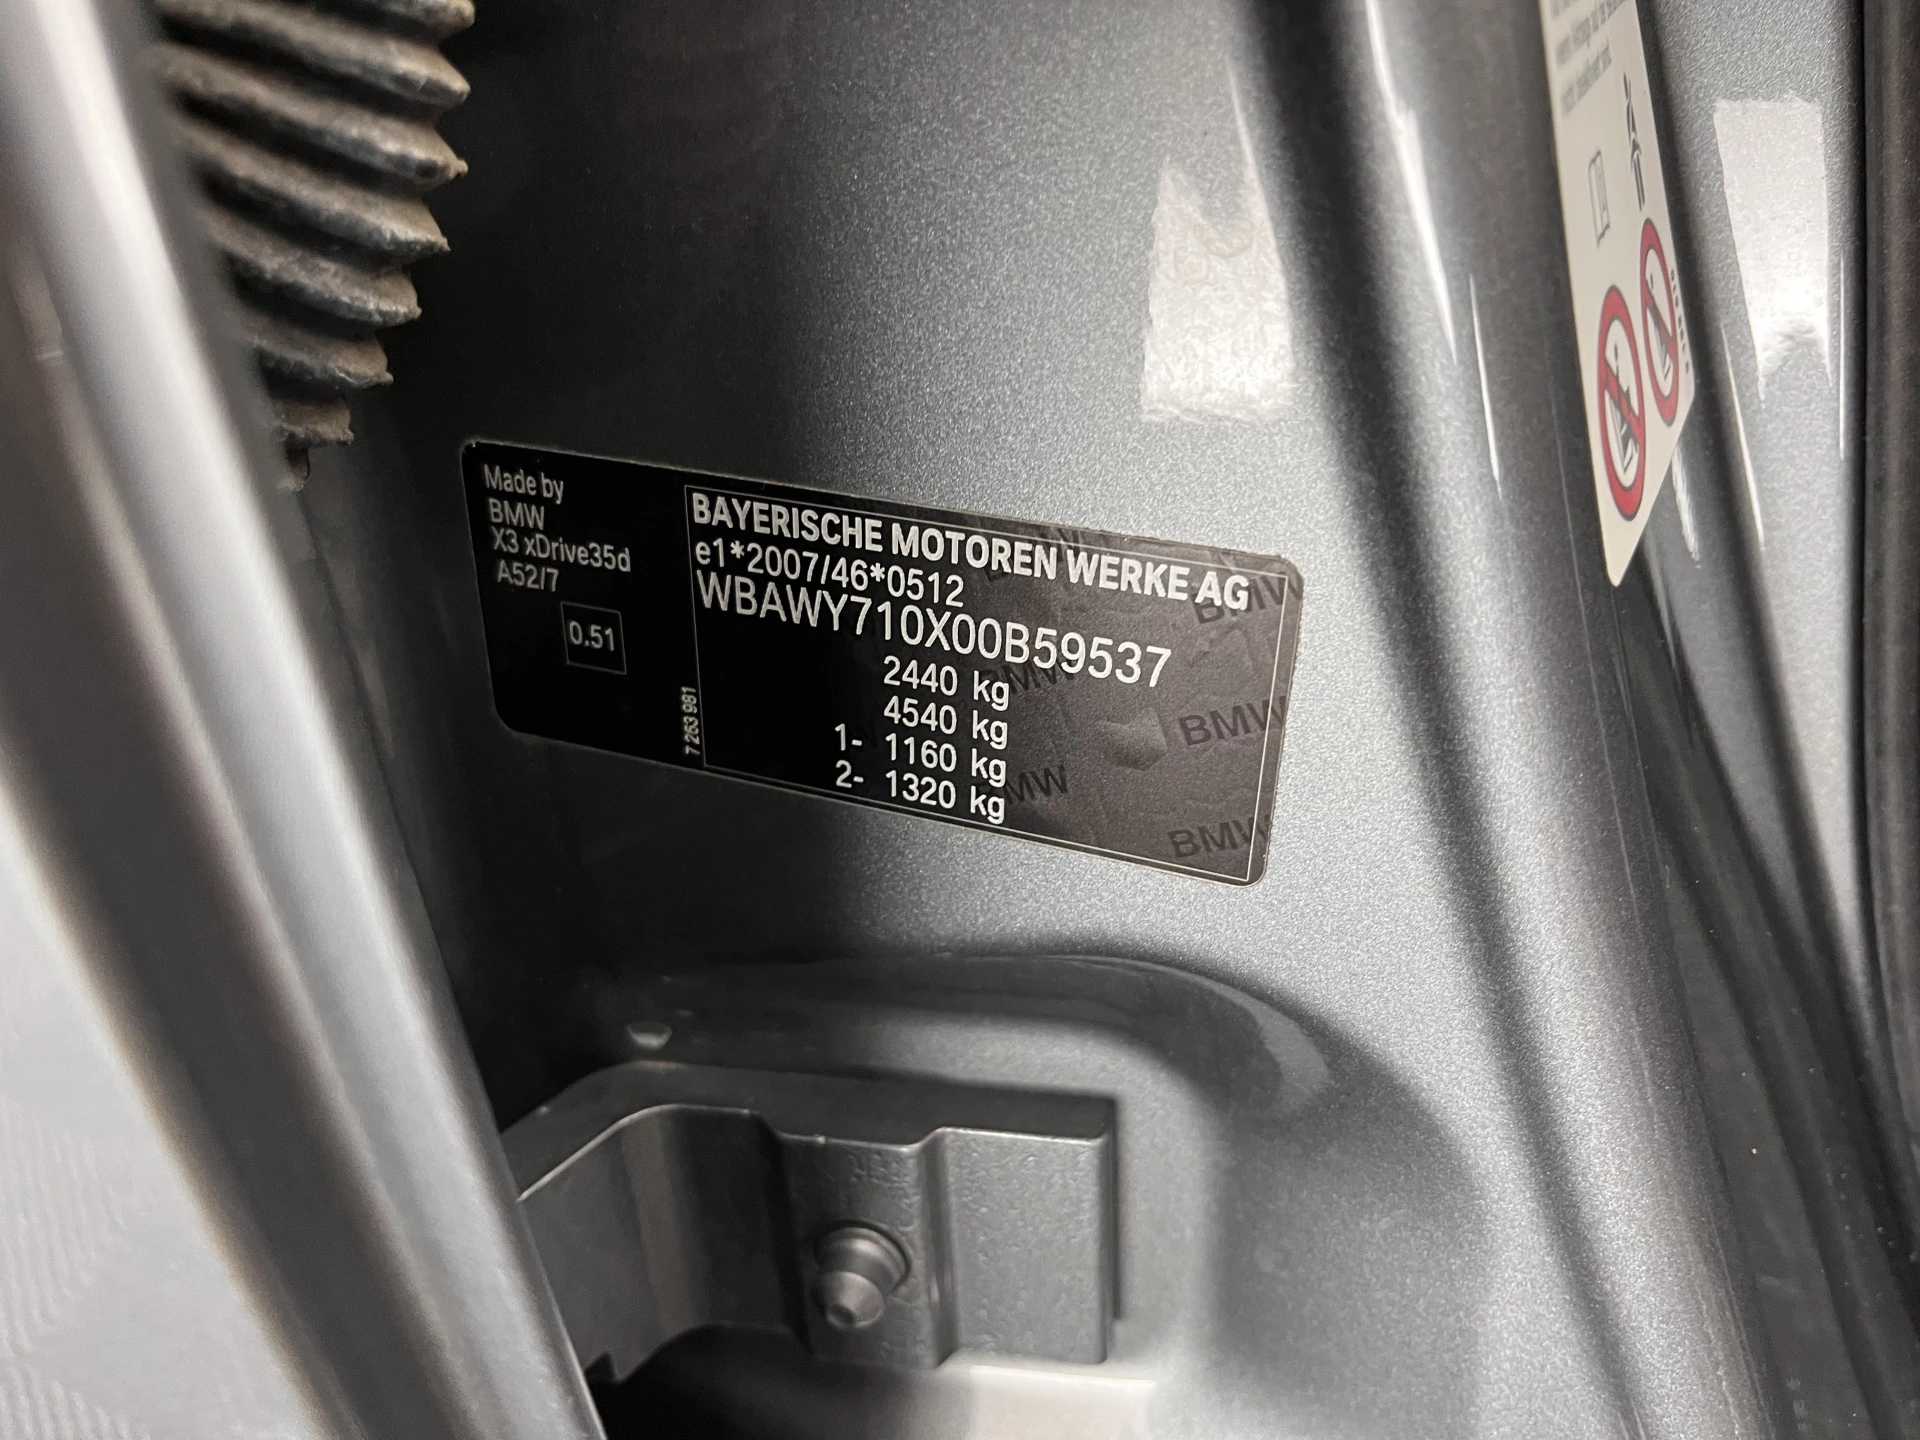 Made by
BMW
X3 xDrive35d
A52/7
0.51
7 263 981
BAYERISCHE MOTOREN WERKE AG
e1*2007/46*0512
WBAWY710X00B59537
2440 kg
4540 kg
1- 1160 kg
2- 1320 kg
BMW
BMW
BMW